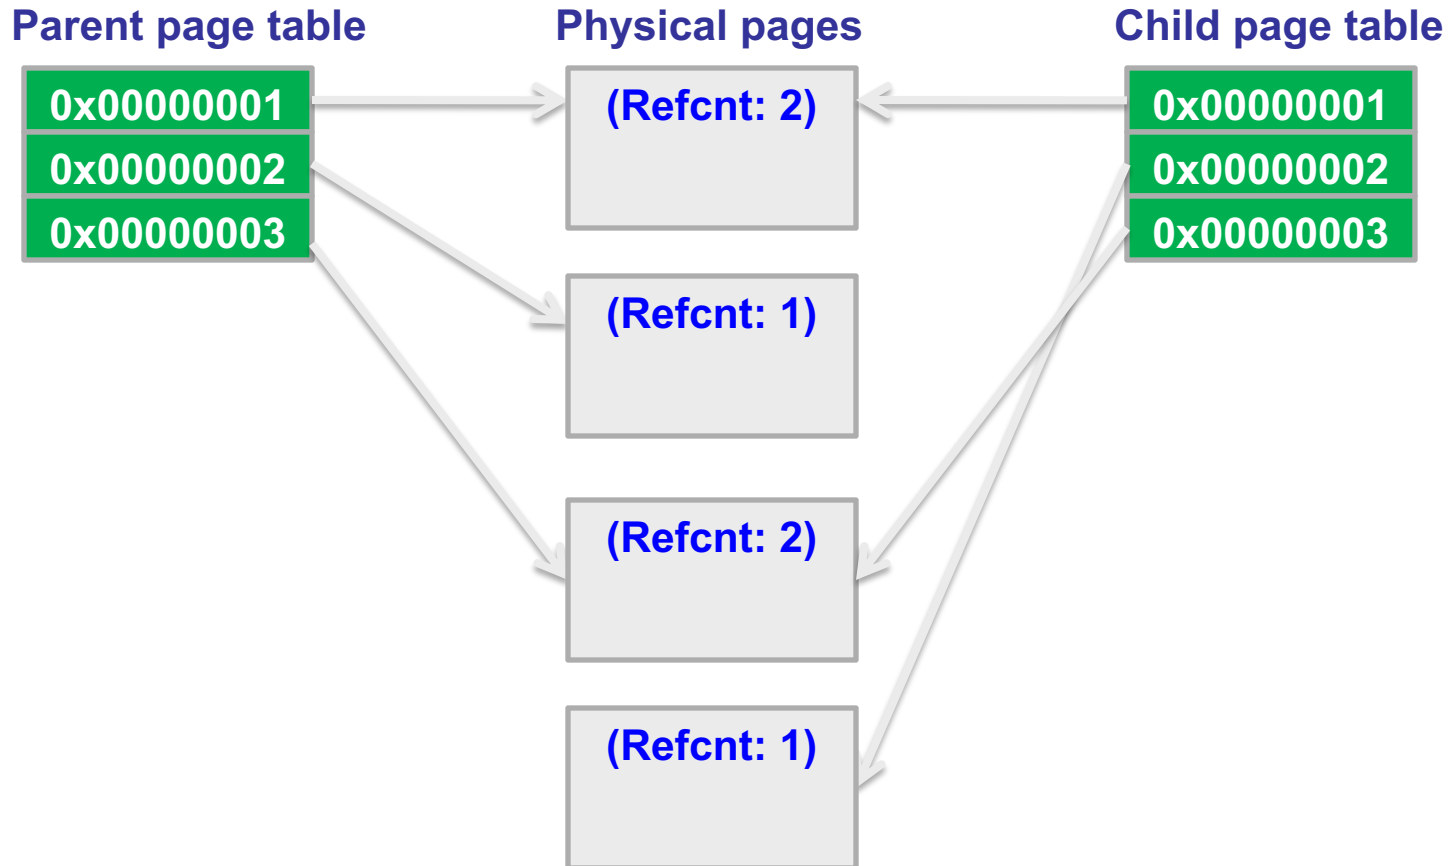 Parent page table
Physical pages
Child page table
0x00000001
(Refcnt: 2)
0x00000001
0x00000002
0x00000002
0x00000003
0x00000003
(Refcnt: 1)
(Refcnt: 2)
(Refcnt: 1)